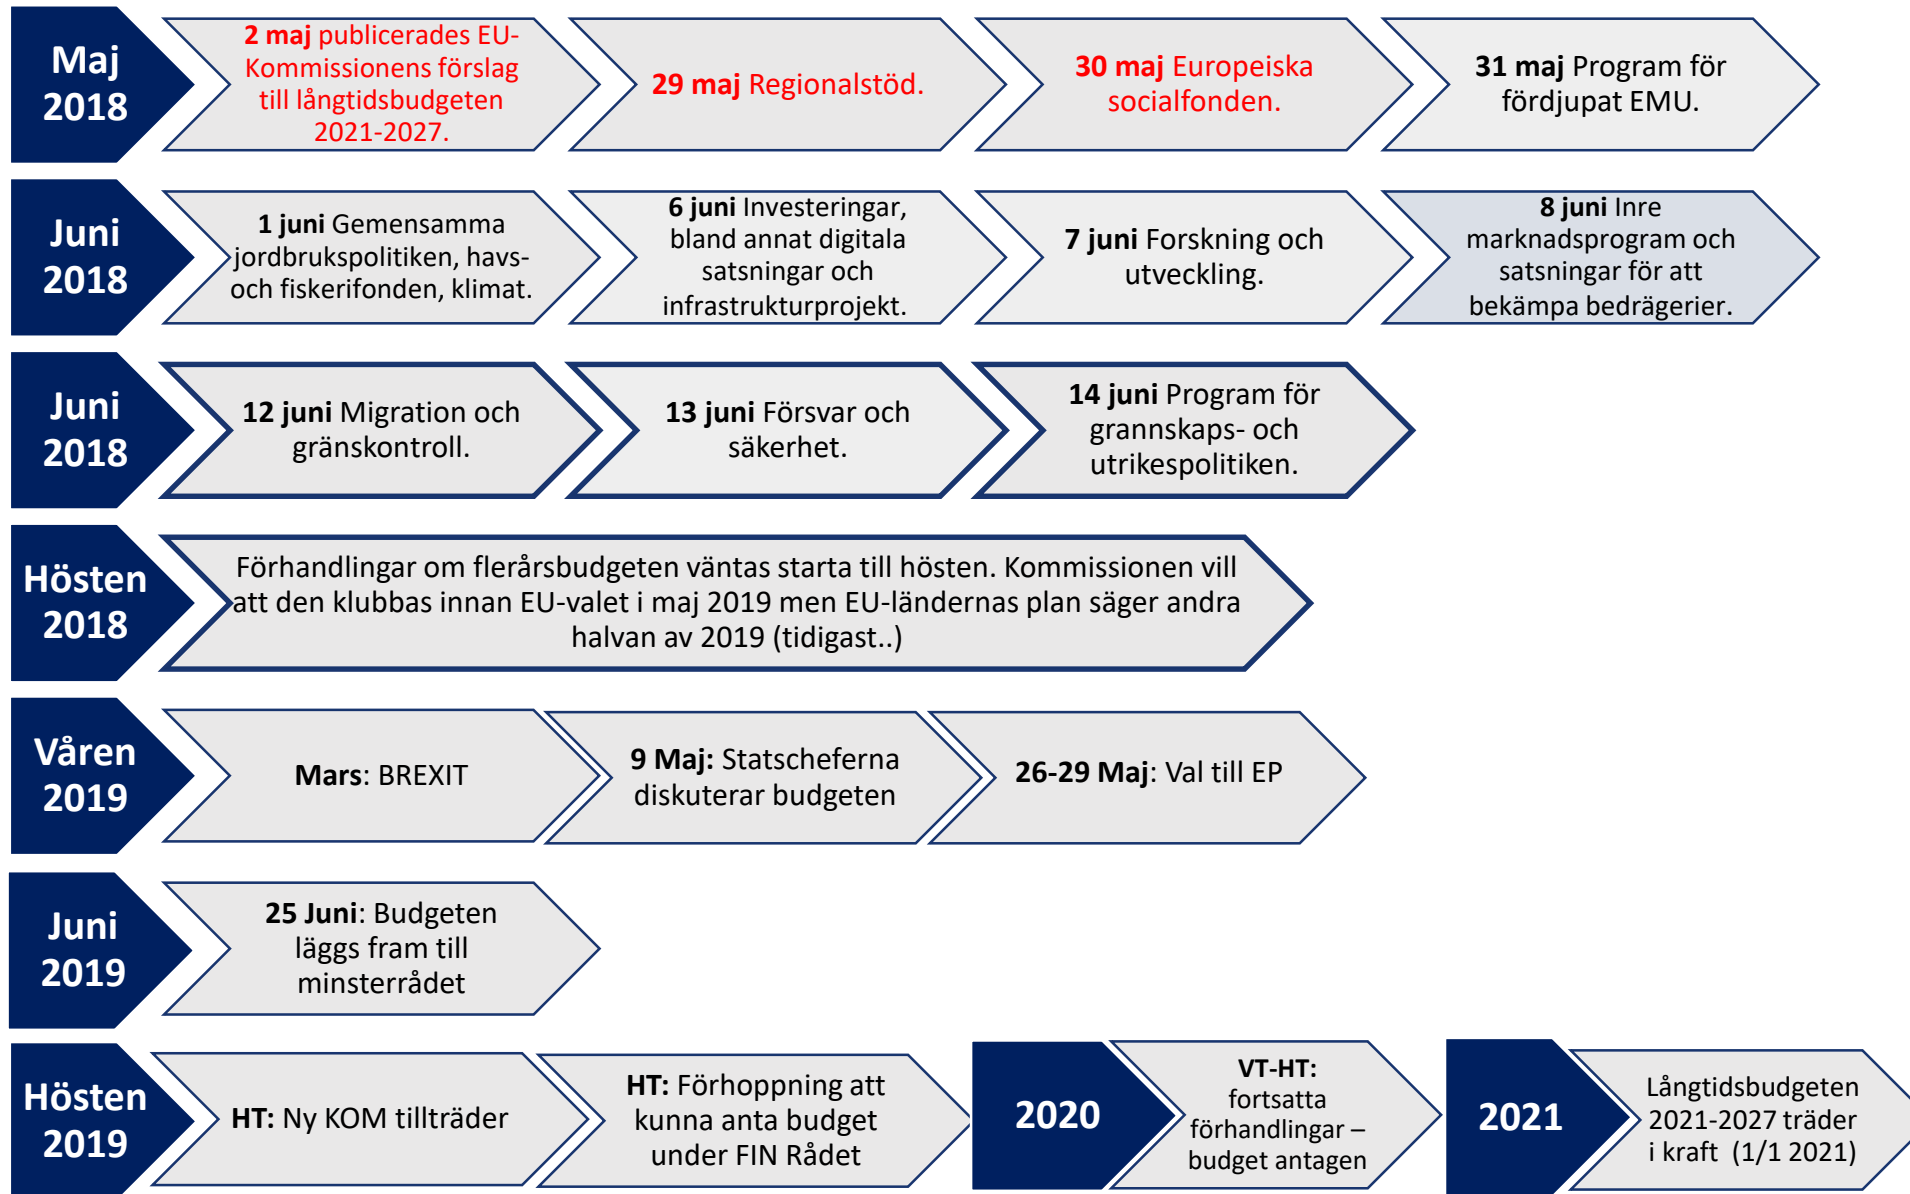 Maj
2018
2 maj publicerades EU-
Kommissionens förslag
till långtidsbudgeten
2021-2027.
29 maj Regionalstöd.
30 maj Europeiska
socialfonden.
31 maj Program för
fördjupat EMU.
Juni
2018
1 juni Gemensamma
jordbrukspolitiken, havs-
och fiskerifonden, klimat.
6 juni Investeringar,
bland annat digitala
satsningar och
infrastrukturprojekt.
7 juni Forskning och
utveckling.
8 juni Inre
marknadsprogram och
satsningar för att
bekämpa bedrägerier.
Juni
2018
12 juni Migration och
gränskontroll.
13 juni Försvar och
säkerhet.
14 juni Program för
grannskaps- och
utrikespolitiken.
Hösten
2018
Förhandlingar om flerårsbudgeten väntas starta till hösten. Kommissionen vill
att den klubbas innan EU-valet i maj 2019 men EU-ländernas plan säger andra
halvan av 2019 (tidigast..)
Våren
2019
Mars: BREXIT
9 Maj: Statscheferna
diskuterar budgeten
26-29 Maj: Val till EP
Juni
2019
25 Juni: Budgeten
läggs fram till
minsterrådet
Hösten
2019
HT: Ny KOM tillträder
HT: Förhoppning att
kunna anta budget
under FIN Rådet
2020
VT-HT:
fortsatta
förhandlingar –
budget antagen
2021
Långtidsbudgeten
2021-2027 träder
i kraft (1/1 2021)